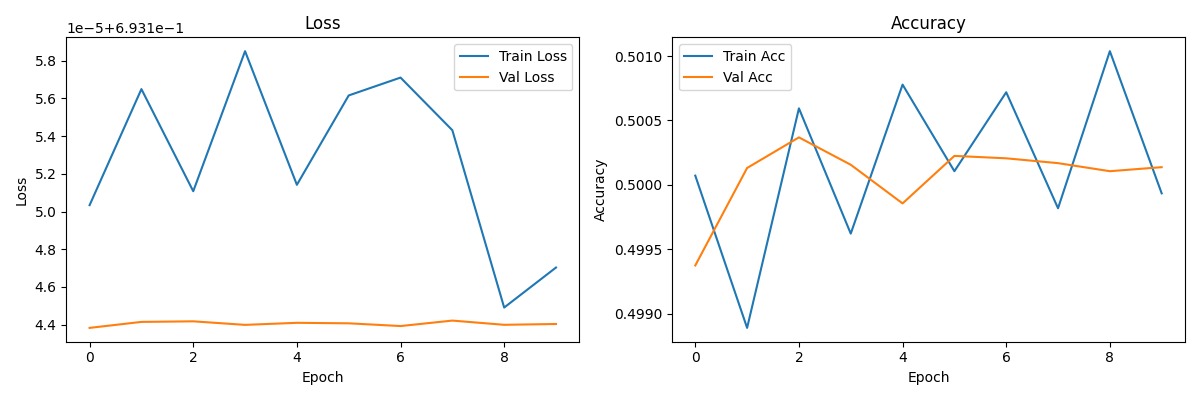 Loss
1e−5+6.931e−1
5.8
5.6
5.4
5.2
5.0
4.8
4.6
4.4
Loss
0 2 4 6 8
Epoch
Train Loss
Val Loss
Accuracy
0.5010
0.5005
0.5000
0.4995
0.4990
Accuracy
0 2 4 6 8
Epoch
Train Acc
Val Acc